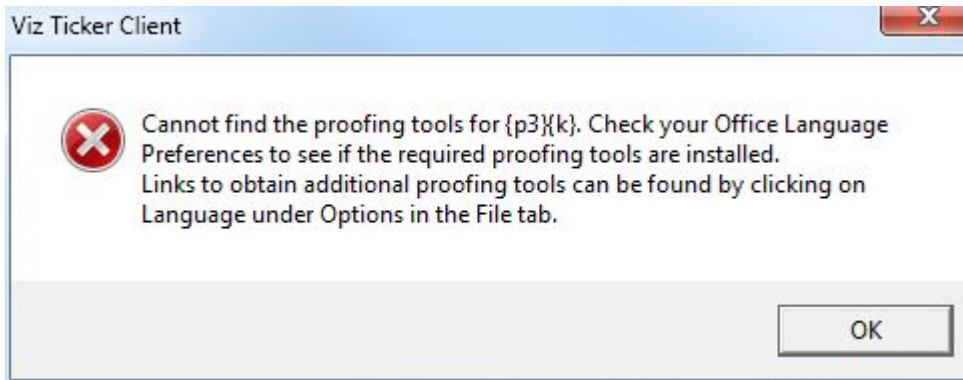 Viz Ticker Client
Cannot find the proofing tools for {p3}{k}. Check your Office Language
Preferences to see if the required proofing tools are installed.
Links to obtain additional proofing tools can be found by clicking on
Language under Options in the File tab.
OK